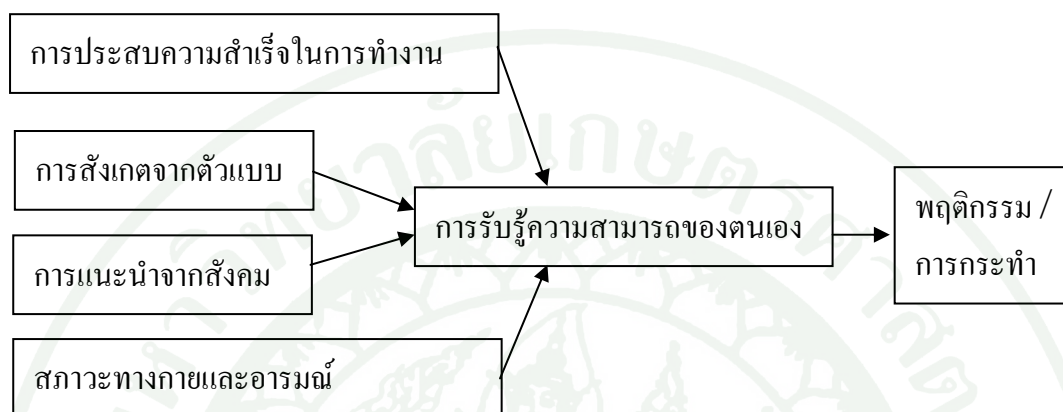 การประสบความสำเร็จในการทำงาน
การสังเกตจากตัวแบบ
การแนะนำจากสังคม
สภาวะทางกายและอารมณ์
การรับรู้ความสามารถของตนเอง
พฤติกรรม /
การกระทำ